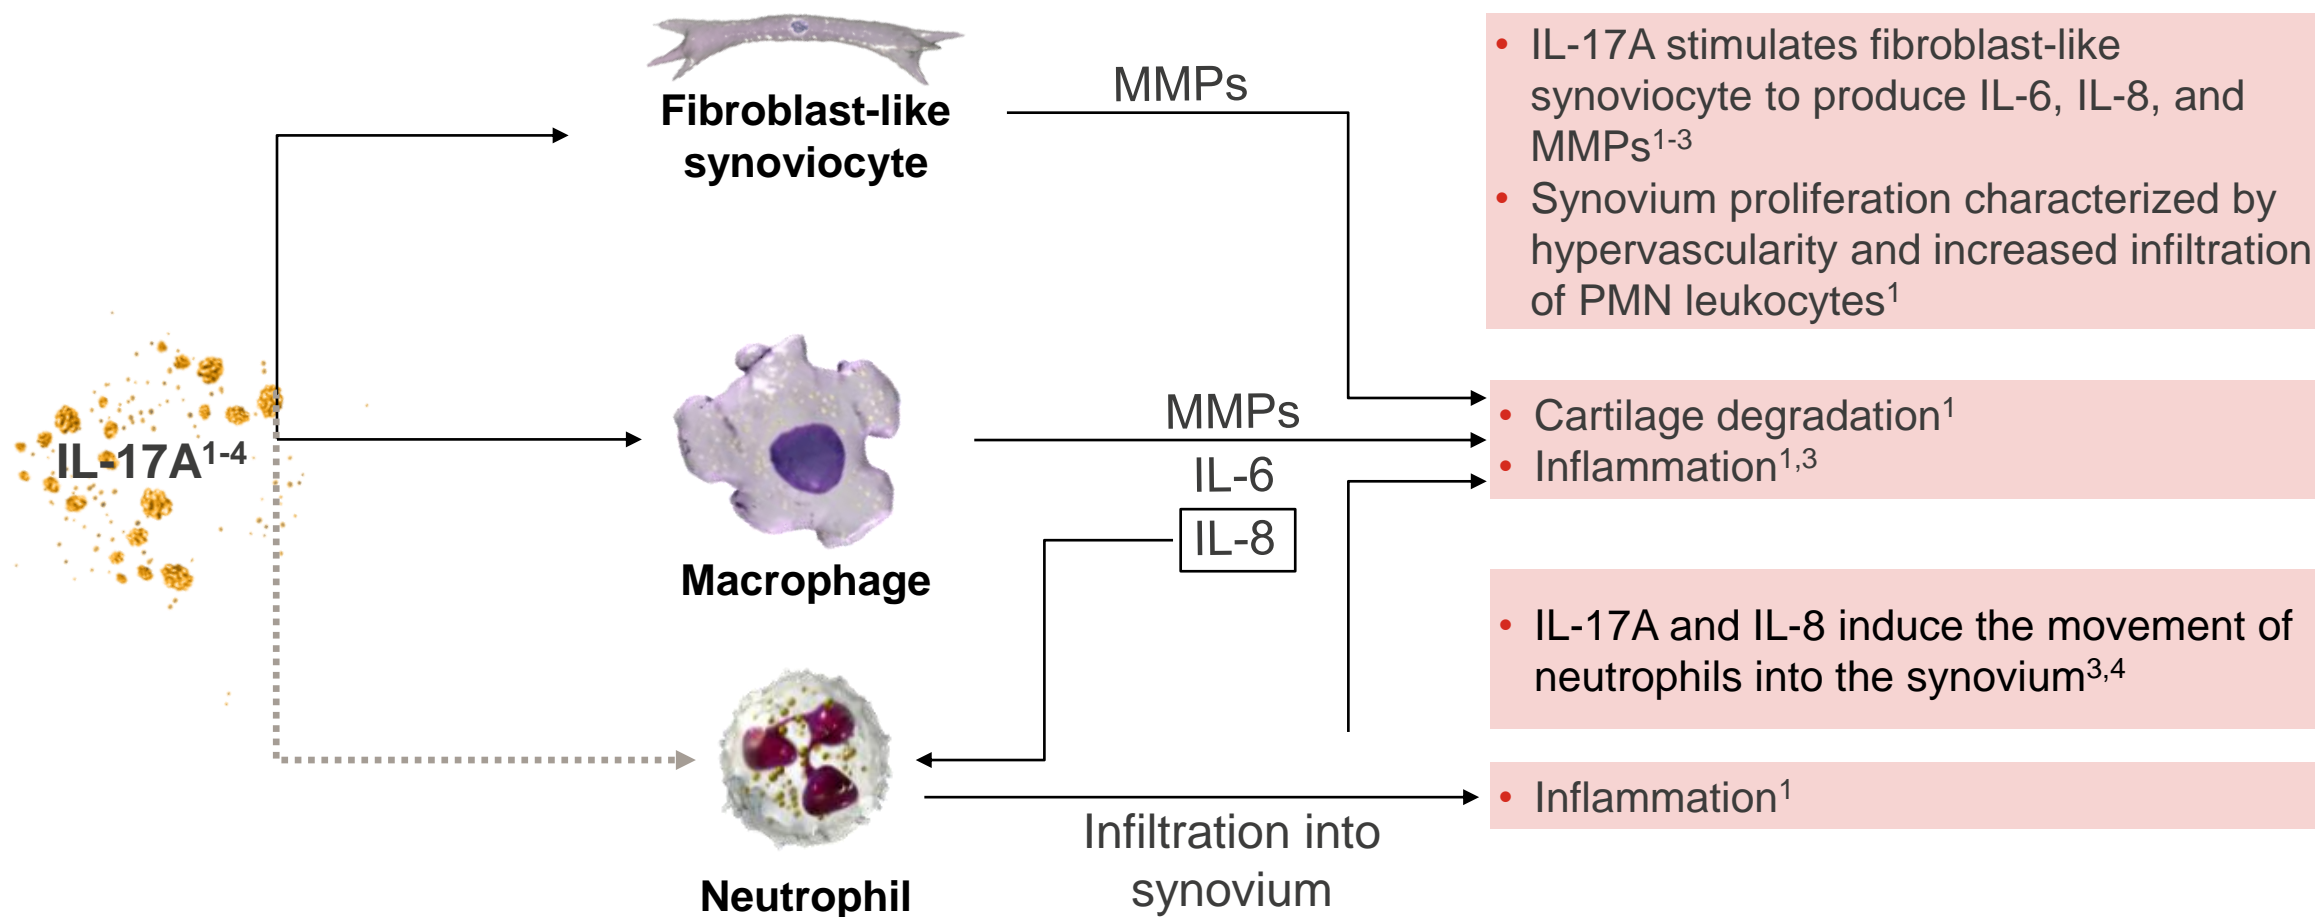 IL-17A1-4
Fibroblast-like
synoviocyte
MMPs
Macrophage
MMPs
IL-6
IL-8
Neutrophil
Infiltration into
synovium
• IL-17A stimulates fibroblast-like
synoviocyte to produce IL-6, IL-8, and
MMPs1-3
• Synovium proliferation characterized by
hypervascularity and increased infiltration
of PMN leukocytes1
• Cartilage degradation1
• Inflammation1,3
• IL-17A and IL-8 induce the movement of
neutrophils into the synovium3,4
• Inflammation1